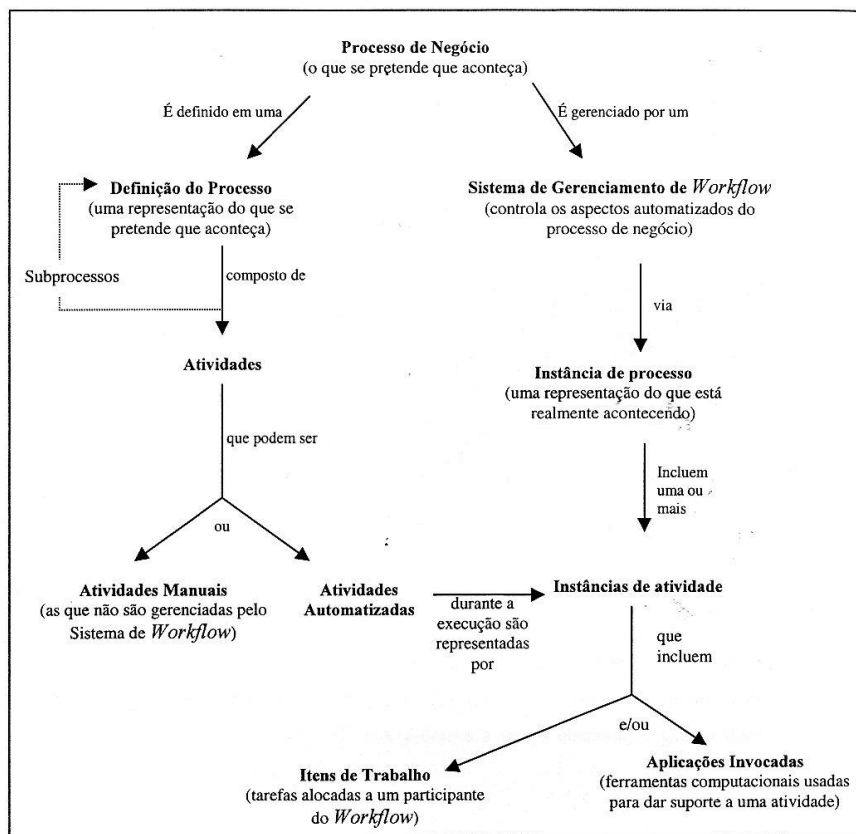 Processo de Negócio
(o que se pretende que aconteça)
É definido em uma
É gerenciado por um
Definição do Processo
(uma representação do que se
pretende que aconteça)
Sistema de Gerenciamento de Workflow
(controla os aspectos automatizados do
processo de negócio)
Subprocessos
composto de
via
Atividades
Instância de processo
(uma representação do que está
realmente acontecendo)
que podem ser
Incluem
uma ou
mais
ou
Atividades Manuais
(as que não são gerenciadas pelo
Sistema de Workflow)
Atividades
Automatizadas
durante a
execução são
representadas
por
Instâncias de atividade
que
incluem
e/ou
Itens de Trabalho
(tarefas alocadas a um participante
do Workflow)
Aplicações Invocadas
(ferramentas computacionais usadas
para dar suporte a uma atividade)